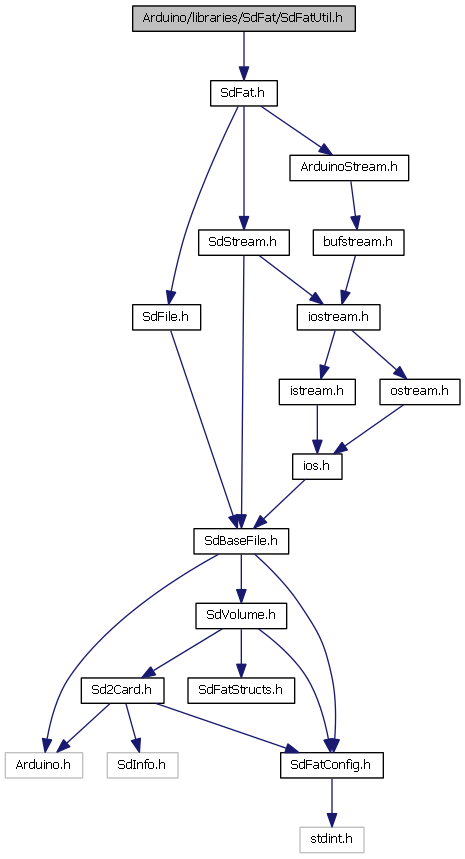 Arduino/libraries/SdFat/SdFatUtil.h
SdFat.h
ArduinoStream.h
SdStream.h
bufstream.h
SdFile.h
iostream.h
istream.h
ostream.h
ios.h
SdBaseFile.h
SdVolume.h
Sd2Card.h
SdFatStructs.h
Arduino.h
SdInfo.h
SdFatConfig.h
stdint.h